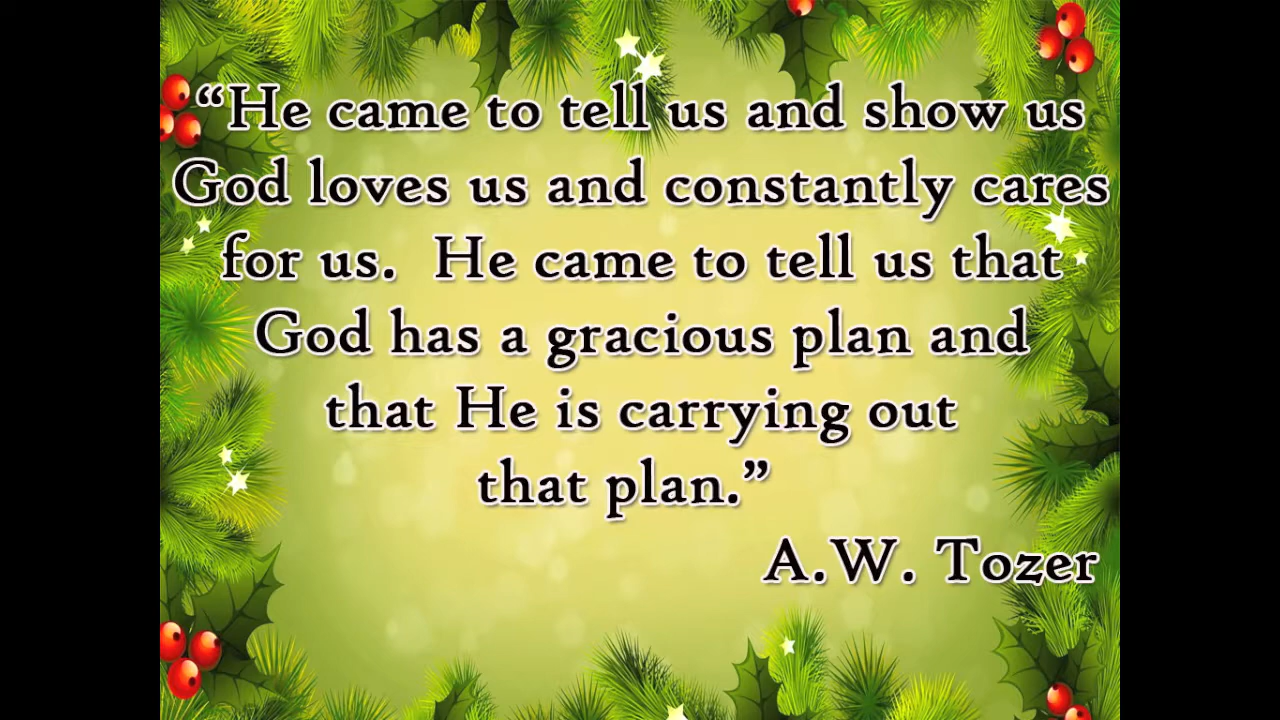 “He came to tell us and show us
God loves us and constantly cares
for us.  He came to tell us that
God has a gracious plan and
that He is carrying out
that plan.”
A.W. Tozer